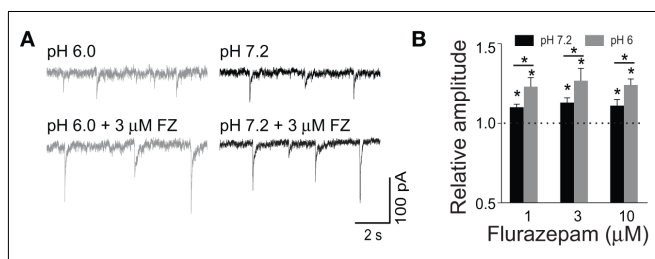 A
pH 6.0
pH 7.2
pH 6.0 + 3 μM FZ
pH 7.2 + 3 μM FZ
100 pA
2 s
B
pH 7.2
pH 6
Relative amplitude
1.5
1.0
0.5
* * * * * * * * *
1
3
10
Flurazepam (μM)